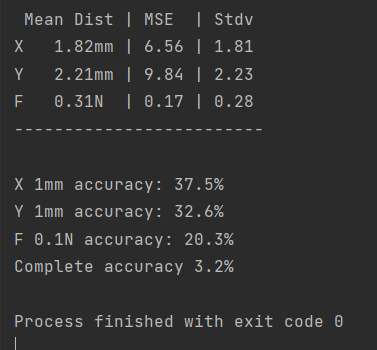 Mean Dist | MSE | Stdv
X 1.82mm | 6.56 | 1.81
Y 2.21mm | 9.84 | 2.23
F 0.31N | 0.17 | 0.28
-------------------------
X 1mm accuracy: 37.5%
Y 1mm accuracy: 32.6%
F 0.1N accuracy: 20.3%
Complete accuracy 3.2%
Process finished with exit code 0